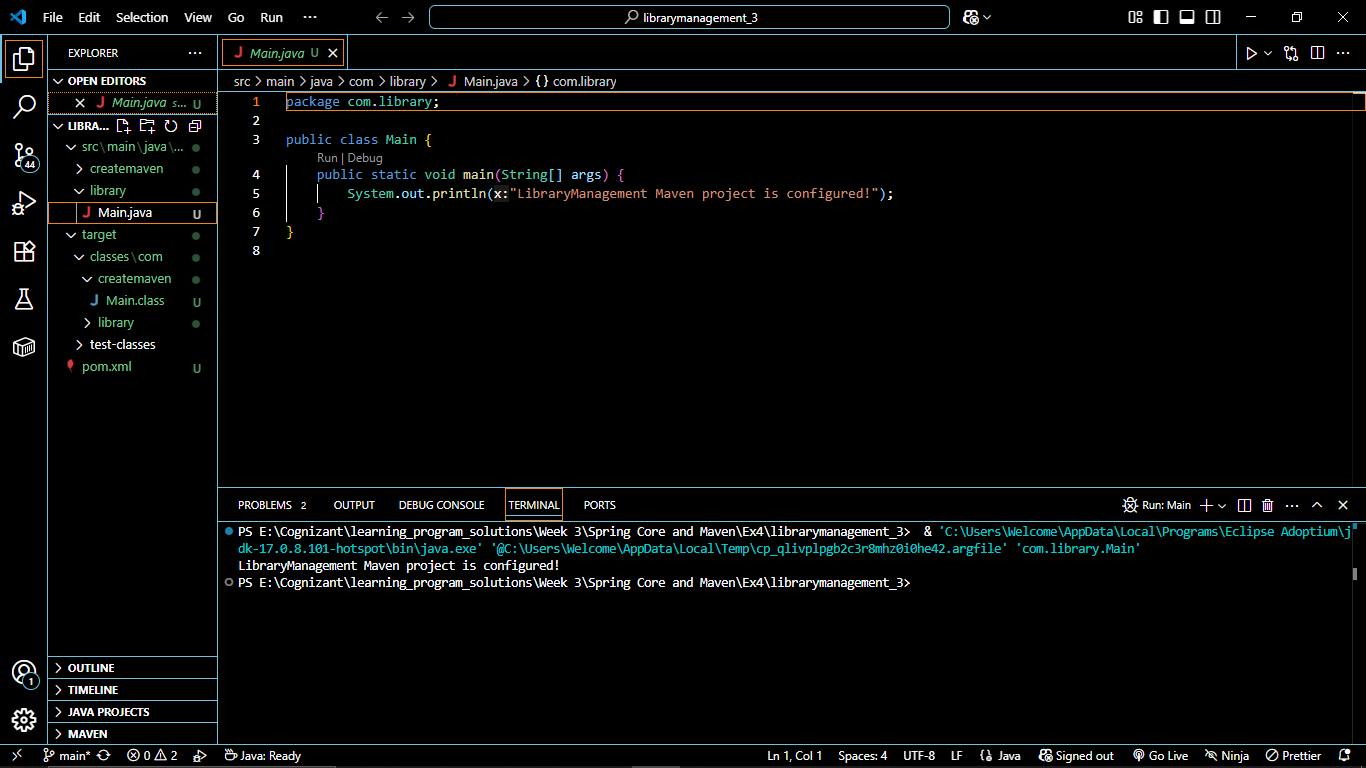 File Edit Selection View Go Run ··· librarymanagement_3
EXPLORER ···
OPEN EDITORS
Main.java s... U
LIBRA...
src\main\java\...
createmaven
library
Main.java U
target
classes\com
createmaven
Main.class U
library
test-classes
pom.xml U
OUTLINE
TIMELINE
JAVA PROJECTS
MAVEN
44
1
Main.java U
src > main > java > com > library > Main.java > {} com.library
1 package com.library;
2
3 public class Main {
Run | Debug
4 public static void main(String[] args) {
5 System.out.println(x:"LibraryManagement Maven project is configured!");
6 }
7 }
8
PROBLEMS 2 OUTPUT DEBUG CONSOLE TERMINAL PORTS Run: Main
PS E:\Cognizant\learning_program_solutions\Week 3\Spring Core and Maven\Ex4\librarymanagement_3> & 'C:\Users\Welcome\AppData\Local\Programs\Eclipse Adoptium\j
dk-17.0.8.101-hotspot\bin\java.exe' '@C:\Users\Welcome\AppData\Local\Temp\cp_qlivplpgb2c3r8mhz0i0he42.argfile' 'com.library.Main'
LibraryManagement Maven project is configured!
PS E:\Cognizant\learning_program_solutions\Week 3\Spring Core and Maven\Ex4\librarymanagement_3>
main* 0 2 Java: Ready Ln 1, Col 1 Spaces: 4 UTF-8 LF {} Java Signed out Go Live Ninja Prettier